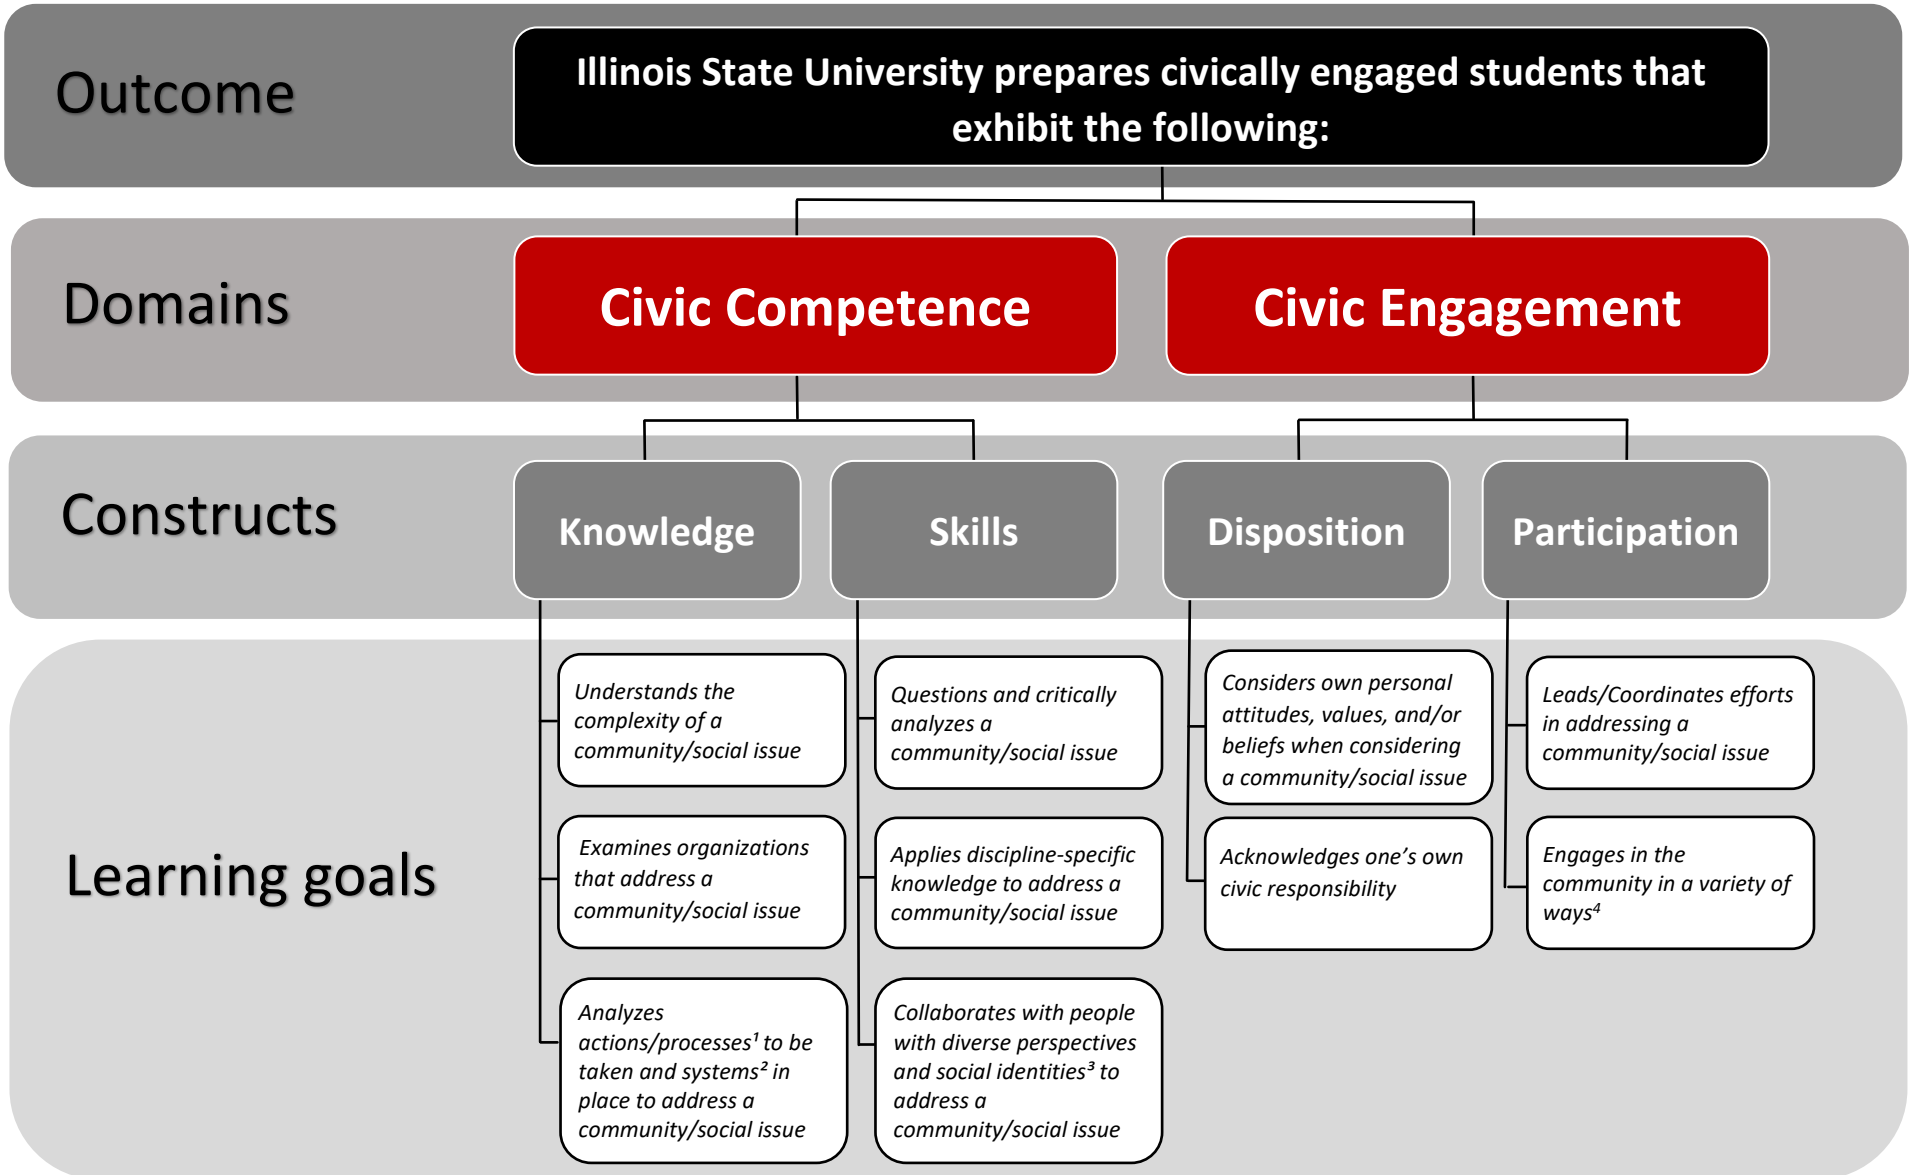 Outcome
Illinois State University prepares civically engaged students that
exhibit the following:
Domains
Civic Competence
Civic Engagement
Constructs
Knowledge
Skills
Disposition
Participation
Learning goals
Understands the
complexity of a
community/social issue
Examines organizations
that address a
community/social issue
Analyzes
actions/processes¹ to be
taken and systems² in
place to address a
community/social issue
Questions and critically
analyzes a
community/social issue
Applies discipline-specific
knowledge to address a
community/social issue
Collaborates with people
with diverse perspectives
and social identities³ to
address a
community/social issue
Considers own personal
attitudes, values, and/or
beliefs when considering
a community/social issue
Acknowledges one’s own
civic responsibility
Leads/Coordinates efforts
in addressing a
community/social issue
Engages in the
community in a variety of
ways⁴